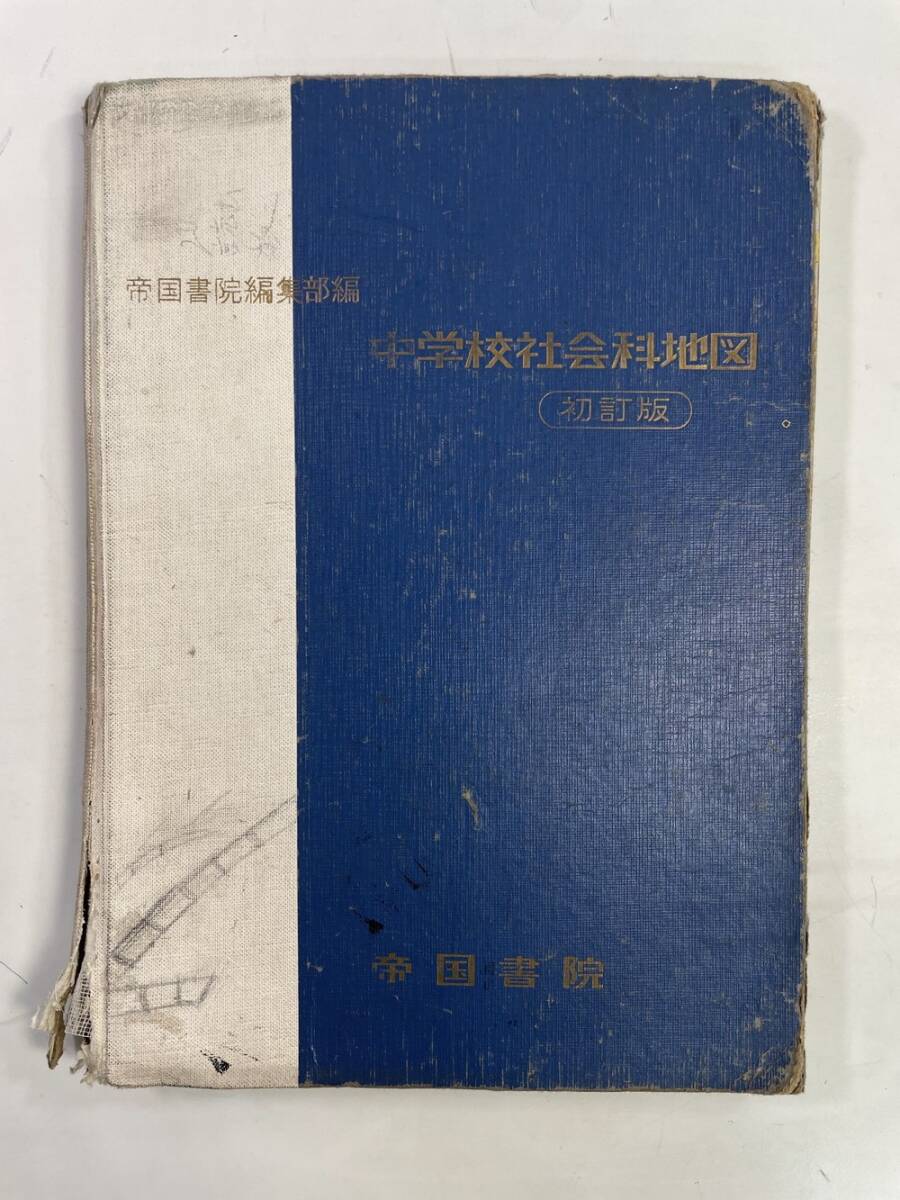 帝国書院編集部編
中学校社会科地図
初訂版
帝国書院